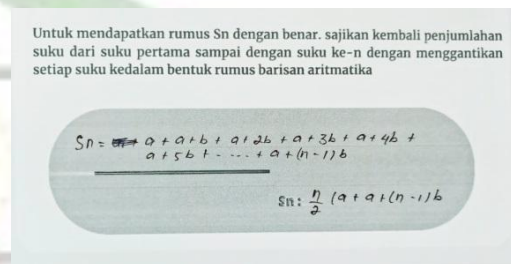 Untuk mendapatkan rumus Sn dengan benar. sajikan kembali penjumlahan
suku dari suku pertama sampai dengan suku ke-n dengan menggantikan
setiap suku kedalam bentuk rumus barisan aritmatika
Sn = a + a+b + a+2b + a+3b + a+4b +
a+5b + .... + a+(n-1)b
Sn: n/2 (a + a+(n-1)b